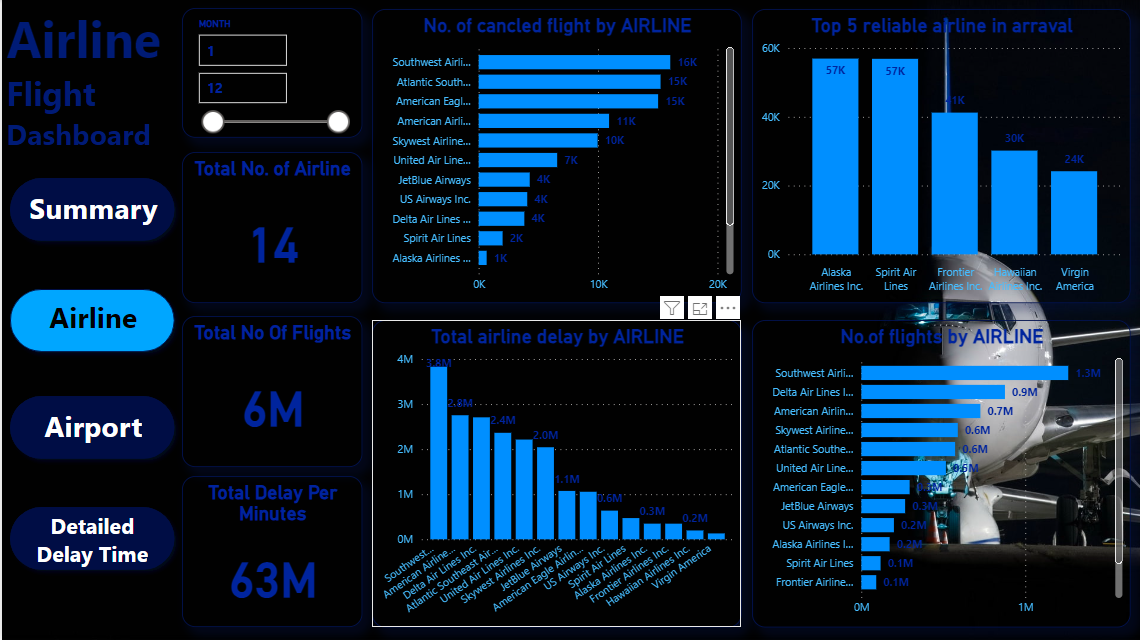 Airline
Flight
Dashboard
Summary
Airline
Airport
Detailed
Delay Time
MONTH
1
12
Total No. of Airline
14
Total No Of Flights
6M
Total Delay Per
Minutes
63M
No. of cancled flight by AIRLINE
Southwest Airli... 16K
Atlantic South... 15K
American Eagl... 15K
American Airli... 11K
Skywest Airline... 10K
United Air Line... 7K
JetBlue Airways 4K
US Airways Inc. 4K
Delta Air Lines ... 4K
Spirit Air Lines 2K
Alaska Airlines ... 1K
0K 10K 20K
Top 5 reliable airline in arraval
60K
40K
20K
0K
57K 57K 41K 30K 24K
Alaska
Airlines Inc.
Spirit Air
Lines
Frontier
Airlines Inc.
Hawaiian
Airlines Inc.
Virgin
America
Total airline delay by AIRLINE
4M
3M
2M
1M
0M
3.8M 2.8M 2.4M 2.0M 1.1M 0.6M 0.3M 0.2M
Southwest...
American Airline...
Delta Air Lines Inc.
Atlantic Southeast Air...
United Air Lines Inc.
Skywest Airlines Inc.
JetBlue Airways
American Eagle Airlin...
US Airways Inc.
Spirit Air Lines
Alaska Airlines Inc.
Frontier Airlines Inc.
Hawaiian Airlines Inc.
Virgin America
No.of flights by AIRLINE
Southwest Airli... 1.3M
Delta Air Lines I... 0.9M
American Airlin... 0.7M
Skywest Airline... 0.6M
Atlantic Southe... 0.6M
United Air Line... 0.5M
American Eagle...
JetBlue Airways 0.3M
US Airways Inc. 0.2M
Alaska Airlines I... 0.2M
Spirit Air Lines 0.1M
Frontier Airline... 0.1M
0M 1M